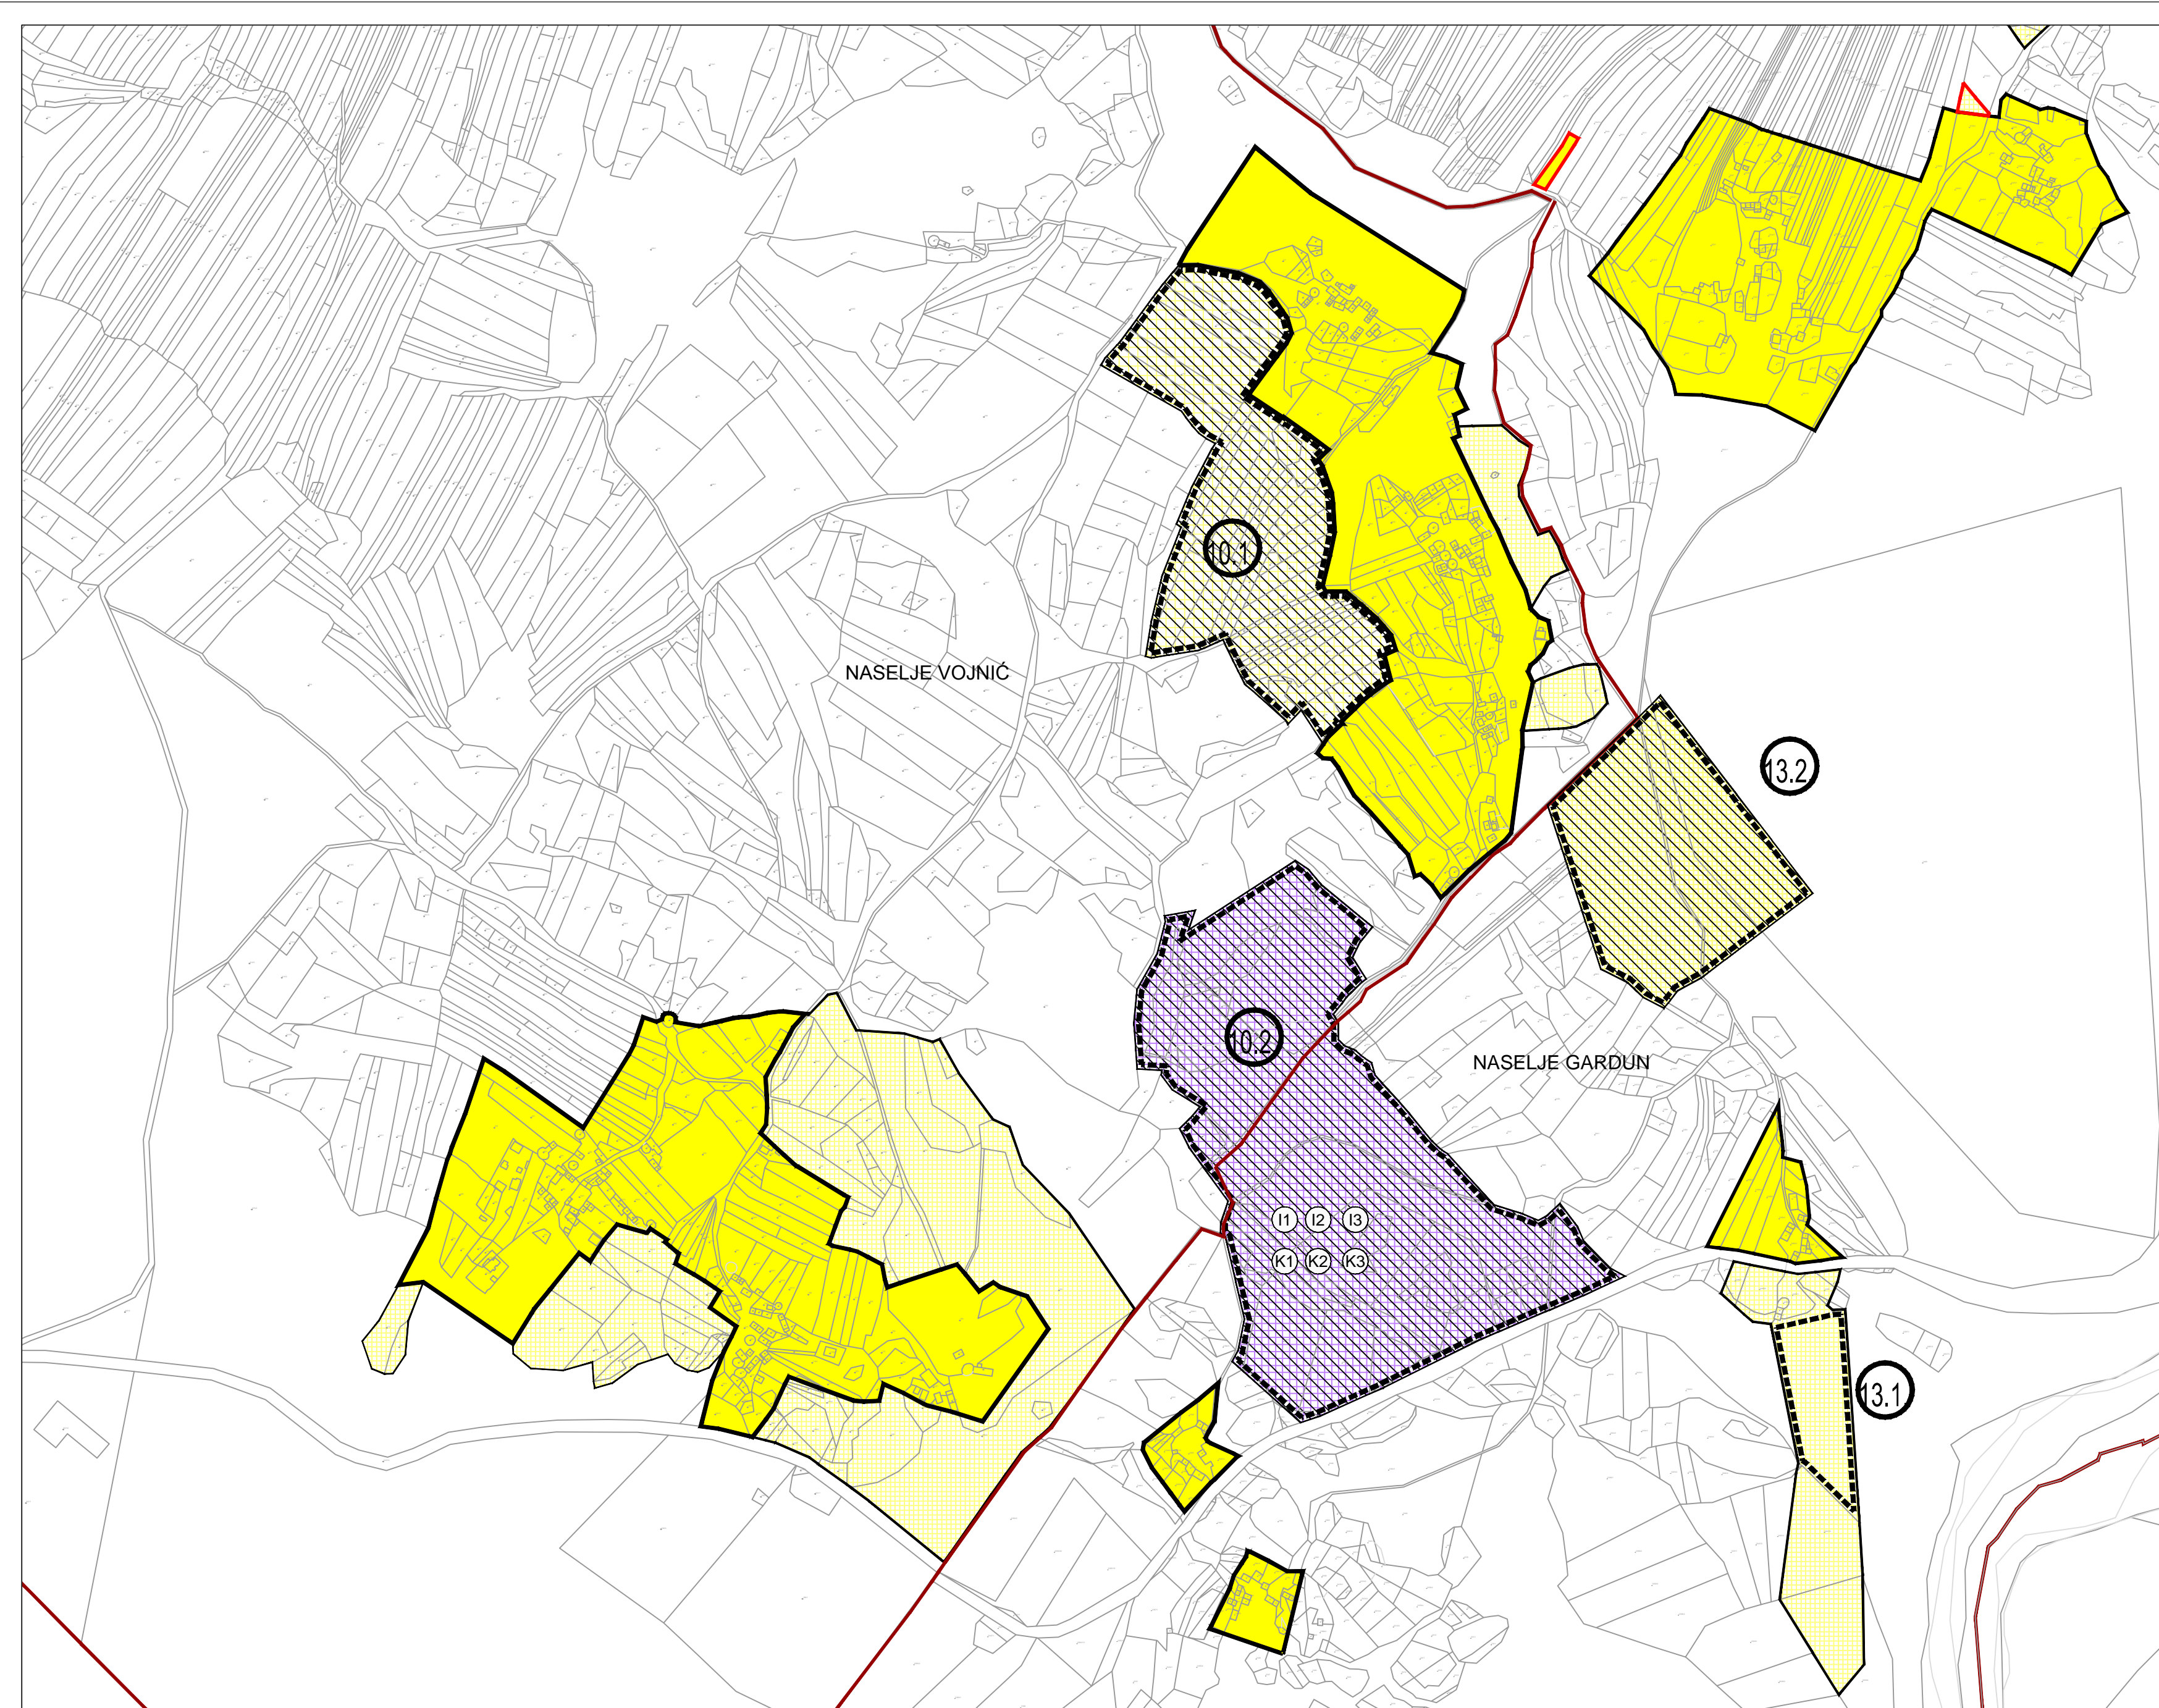 10.1
NASELJE VOJNIĆ
13.2
10.2
NASELJE GARDUN
I1 I2 I3
K1 K2 K3
13.1